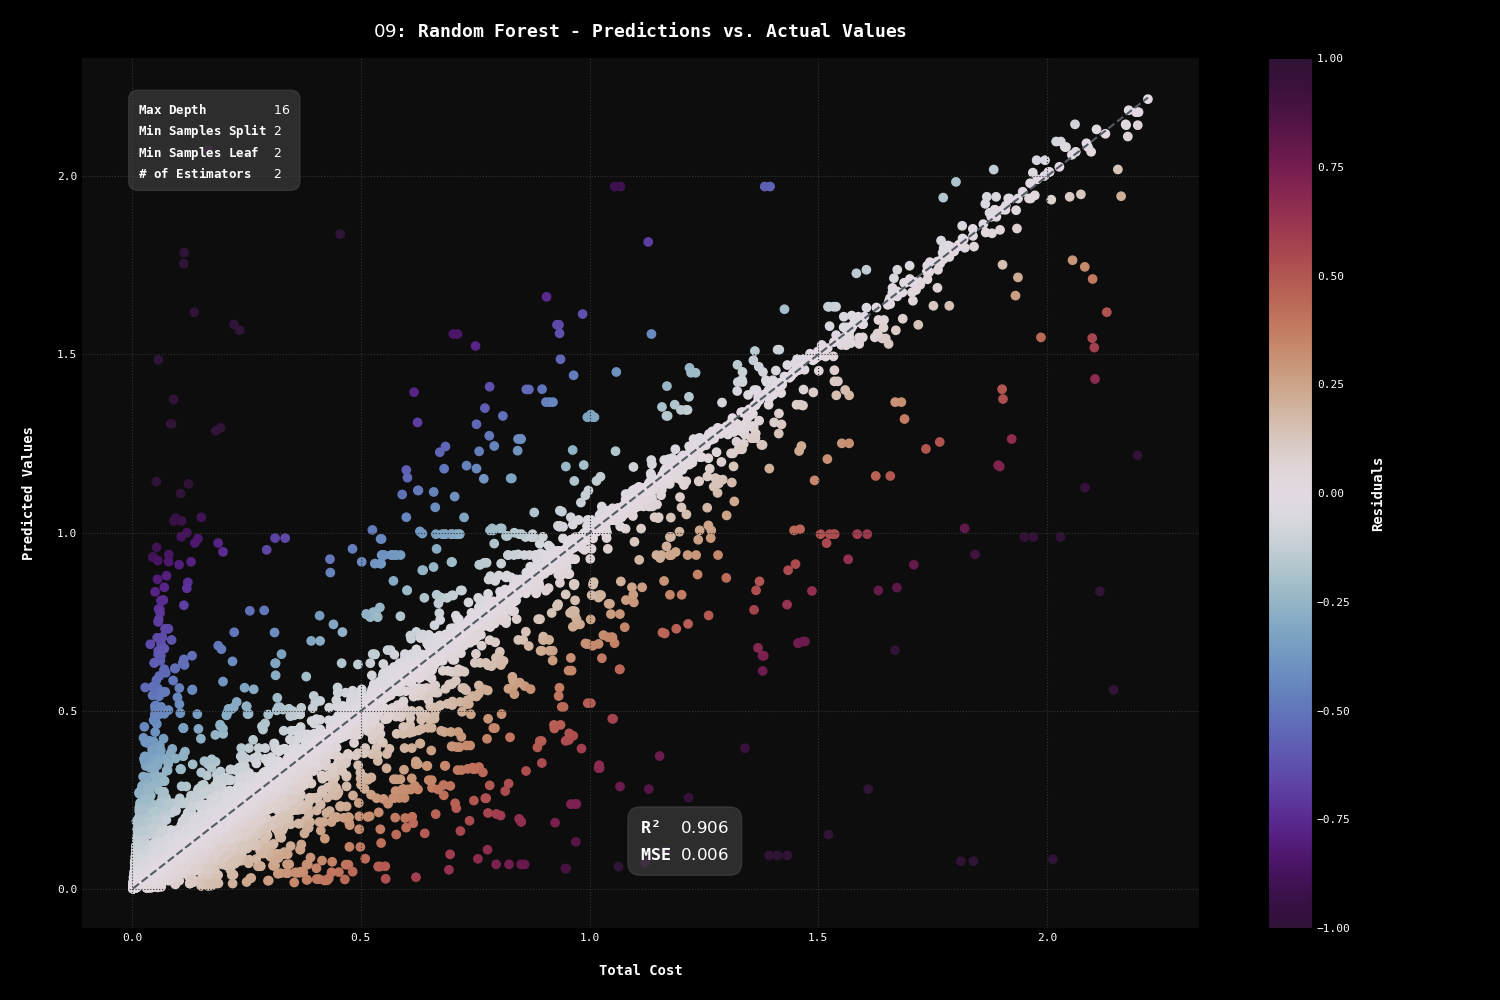 09: Random Forest - Predictions vs. Actual Values
Max Depth 16
Min Samples Split 2
Min Samples Leaf 2
# of Estimators 2
2.0
1.5
1.0
0.5
0.0
Predicted Values
R² 0.906
MSE 0.006
0.0 0.5 1.0 1.5 2.0
Total Cost
1.00
0.75
0.50
0.25
0.00
−0.25
−0.50
−0.75
−1.00
Residuals